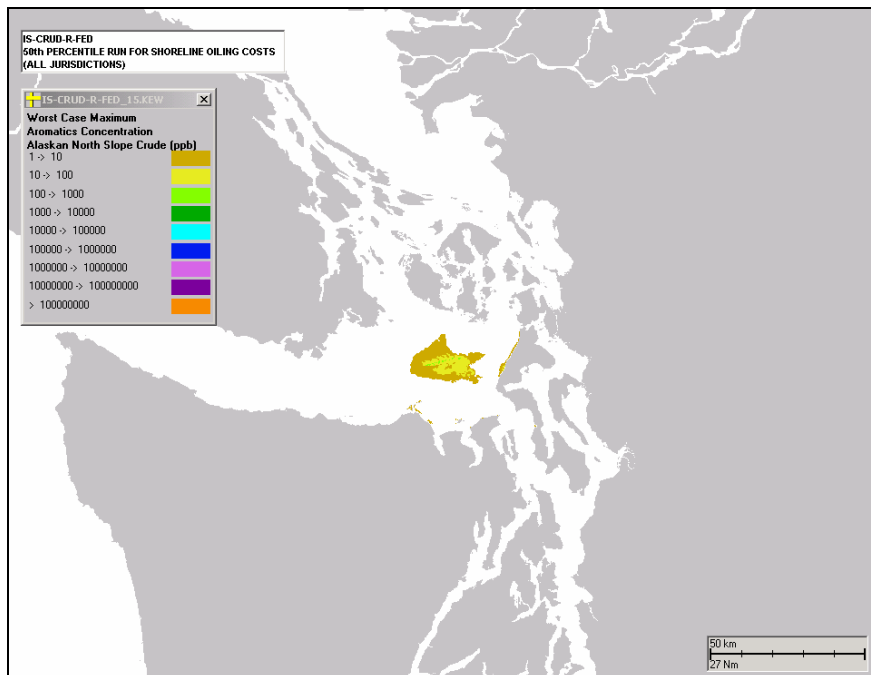 IS-CRUD-R-FED
50th PERCENTILE RUN FOR SHORELINE OILING COSTS
(ALL JURISDICTIONS)
IS-CRUD-R-FED_15.KEW
Worst Case Maximum
Aromatics Concentration
Alaskan North Slope Crude (ppb)
1 -> 10
10 -> 100
100 -> 1000
1000 -> 10000
10000 -> 100000
100000 -> 1000000
1000000 -> 10000000
10000000 -> 100000000
> 100000000
50 km
27 Nm